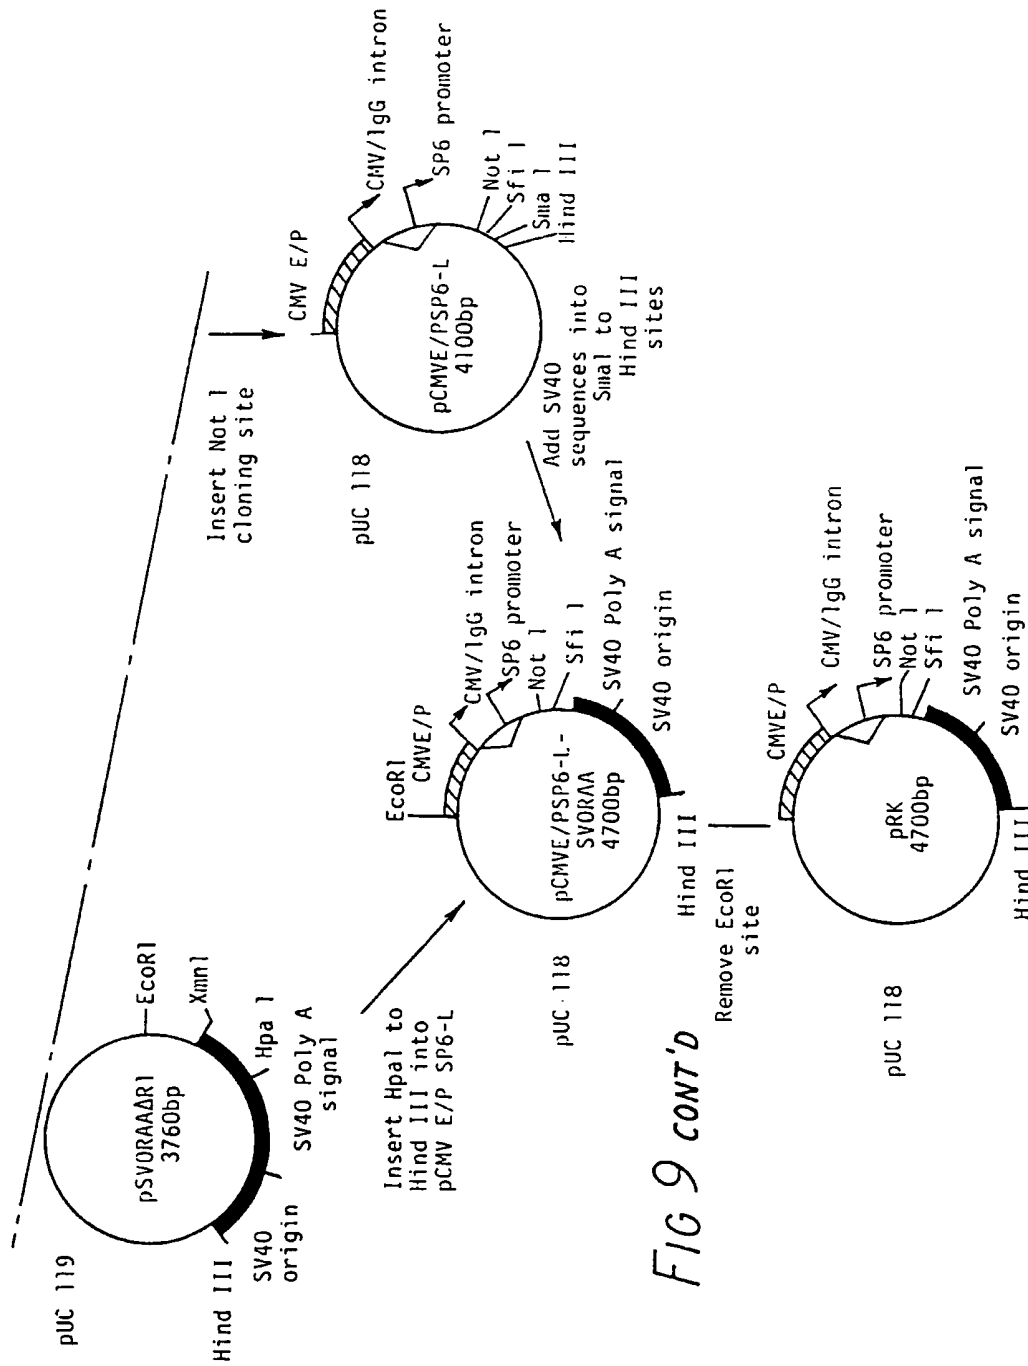 pUC 119
pSVORAAΔR1
3760bp
EcoR1
Xmn1
Hpa 1
SV40 Poly A
signal
SV40
origin
Hind III
Insert Hpal to
Hind III into
pCMV E/P SP6-L
Insert Not 1
cloning site
pUC 118
CMV E/P
CMV/1gG intron
SP6 promoter
Not 1
Sfi 1
Sma 1
Hind III
pCMVE/PSP6-L
4100bp
Add SV40
sequences into
Smal to
Hind III
sites
pUC 118
EcoR1
CMVE/P
CMV/1gG intron
SP6 promoter
Not 1
Sfi 1
SV40 Poly A signal
SV40 origin
Hind III
pCMVE/PSP6-L-
SVORAA
4700bp
Remove EcoR1
site
pUC 118
CMVE/P
CMV/1gG intron
SP6 promoter
Not 1
Sfi 1
SV40 Poly A signal
SV40 origin
Hind III
pRK
4700bp
FIG 9 CONT'D